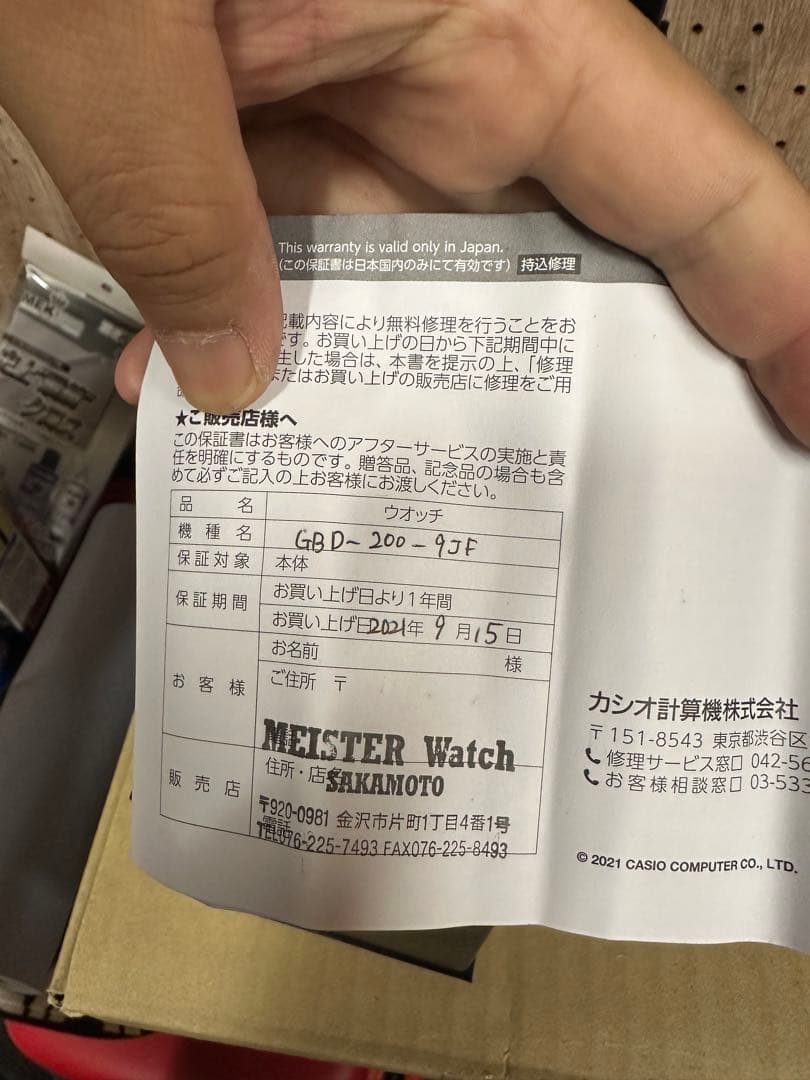 This warranty is valid only in Japan.
(この保証書は日本国内のみにて有効です) 持込修理
載内容により無料修理を行うことをお
です。お買い上げの日から下記期間中に
生した場合は、本書を提示の上、「修理
またはお買い上げの販売店に修理をご用
★ご販売店様へ
この保証書はお客様へのアフターサービスの実施と責
任を明確にするものです。贈答品、記念品の場合も含
めて必ずご記入の上お客様にお渡しください。
品名 ウオッチ
機種名 GBD-200-9JF
保証対象 本体
保証期間 お買い上げ日より1年間
お買い上げ日2021年 9月15日
お客様 お名前 様
ご住所 〒
販売店 住所・店名
MEISTER Watch
SAKAMOTO
〒920-0981 金沢市片町1丁目4番1号
電話
TEL076-225-7493 FAX076-225-8493
カシオ計算機株式会社
〒151-8543 東京都渋谷区
修理サービス窓口 042-56
お客様相談窓口 03-533
© 2021 CASIO COMPUTER CO., LTD.
クロス